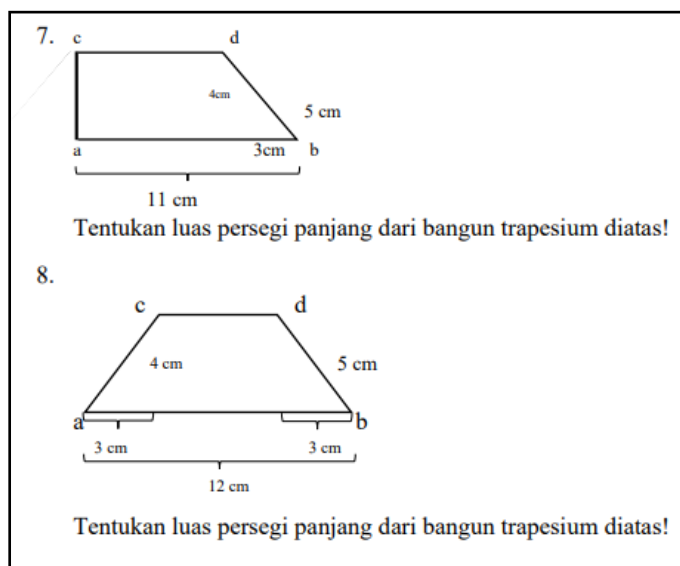 7. c d
4cm
5 cm
a 3cm b
11 cm
Tentukan luas persegi panjang dari bangun trapesium diatas!
8.
c d
4 cm 5 cm
a b
3 cm 3 cm
12 cm
Tentukan luas persegi panjang dari bangun trapesium diatas!